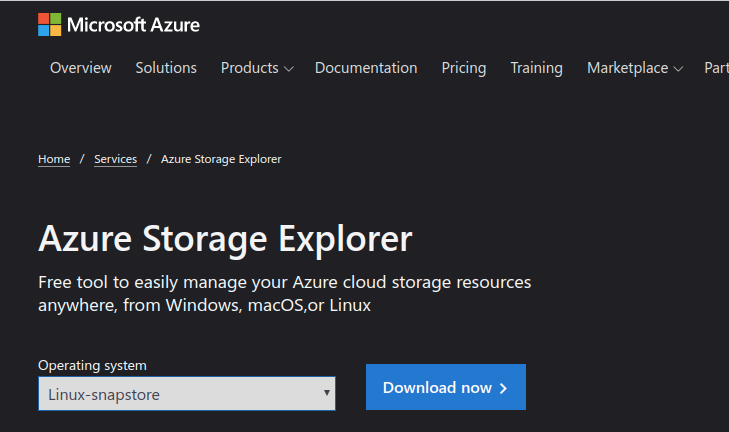 Microsoft Azure
Overview Solutions Products Documentation Pricing Training Marketplace Part
Home / Services / Azure Storage Explorer
Azure Storage Explorer
Free tool to easily manage your Azure cloud storage resources
anywhere, from Windows, macOS,or Linux
Operating system
Linux-snapstore
Download now